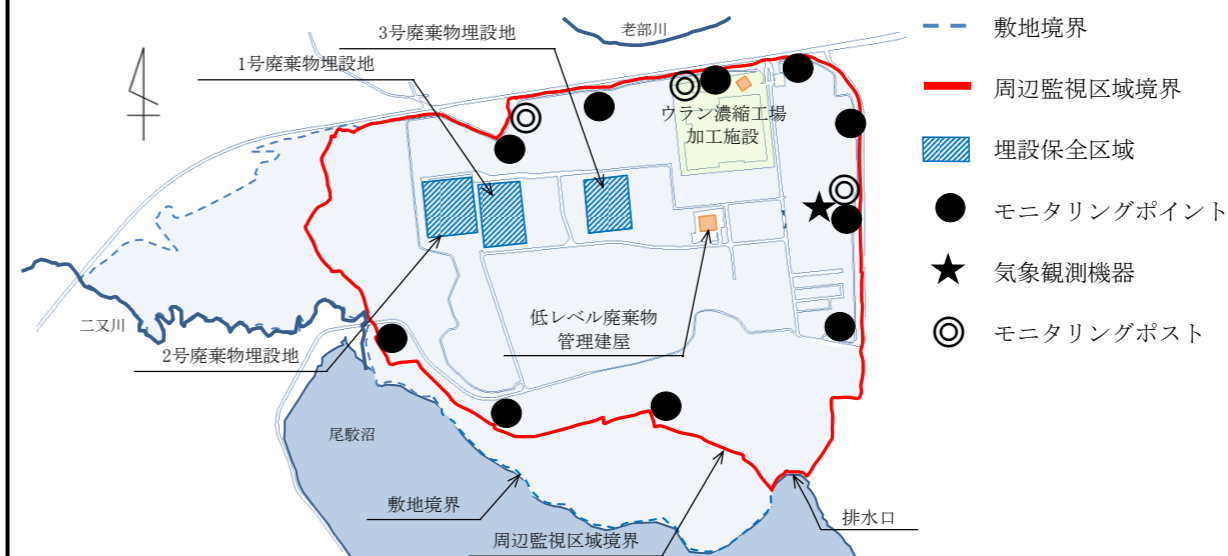 老部川
3号廃棄物埋設地
1号廃棄物埋設地
ウラン濃縮工場
加工施設
二又川
2号廃棄物埋設地
低レベル廃棄物
管理建屋
尾駮沼
敷地境界
周辺監視区域境界
排水口
敷地境界
周辺監視区域境界
埋設保全区域
モニタリングポイント
気象観測機器
モニタリングポスト